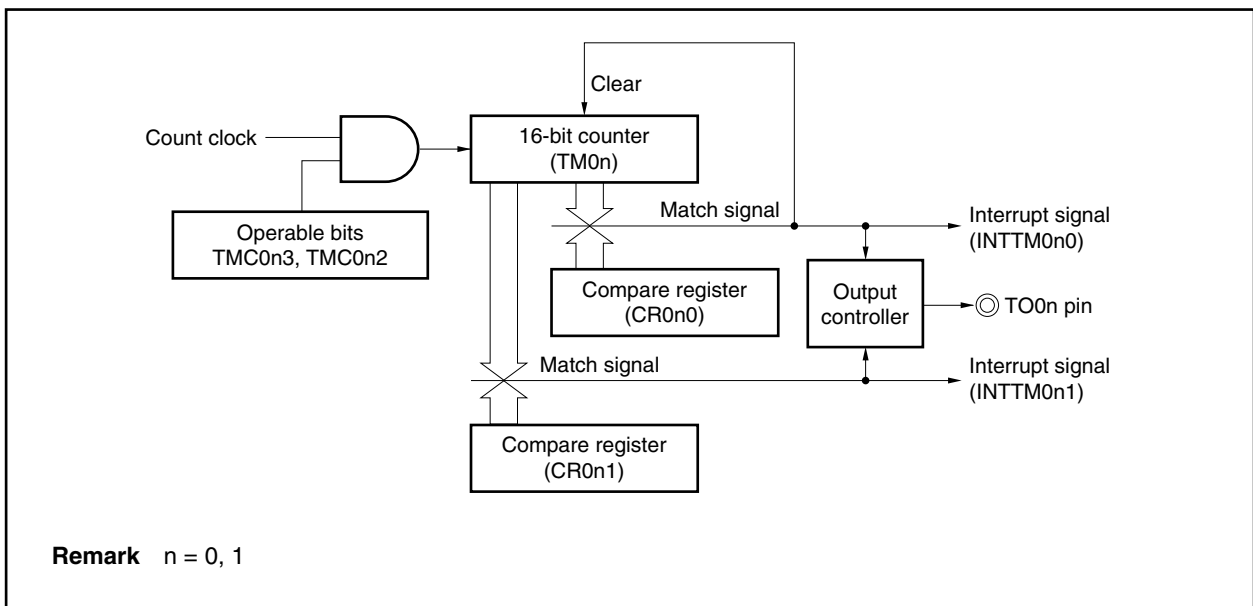 Clear
Count clock
16-bit counter
(TM0n)
Operable bits
TMC0n3, TMC0n2
Match signal
Interrupt signal
(INTTM0n0)
Compare register
(CR0n0)
Output
controller
TO0n pin
Match signal
Interrupt signal
(INTTM0n1)
Compare register
(CR0n1)
Remark n = 0, 1